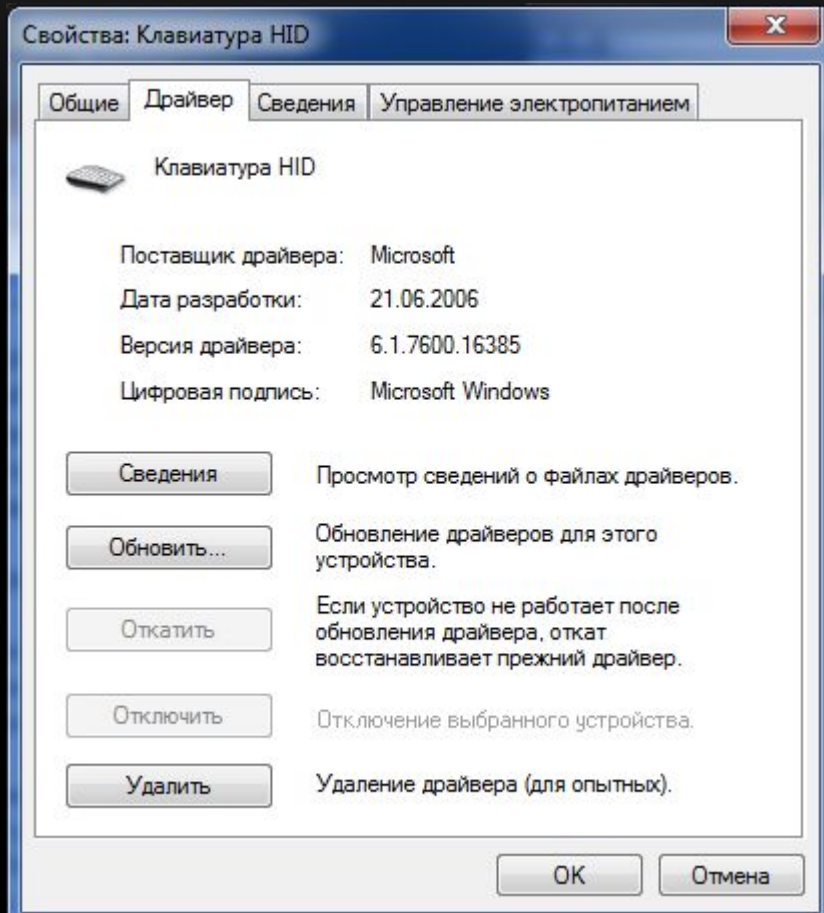 Свойства: Клавиатура HID
Общие Драйвер Сведения Управление электропитанием
Клавиатура HID
Поставщик драйвера: Microsoft
Дата разработки: 21.06.2006
Версия драйвера: 6.1.7600.16385
Цифровая подпись: Microsoft Windows
Сведения Просмотр сведений о файлах драйверов.
Обновить... Обновление драйверов для этого
устройства.
Откатить Если устройство не работает после
обновления драйвера, откат
восстанавливает прежний драйвер.
Отключить Отключение выбранного устройства.
Удалить Удаление драйвера (для опытных).
OK Отмена